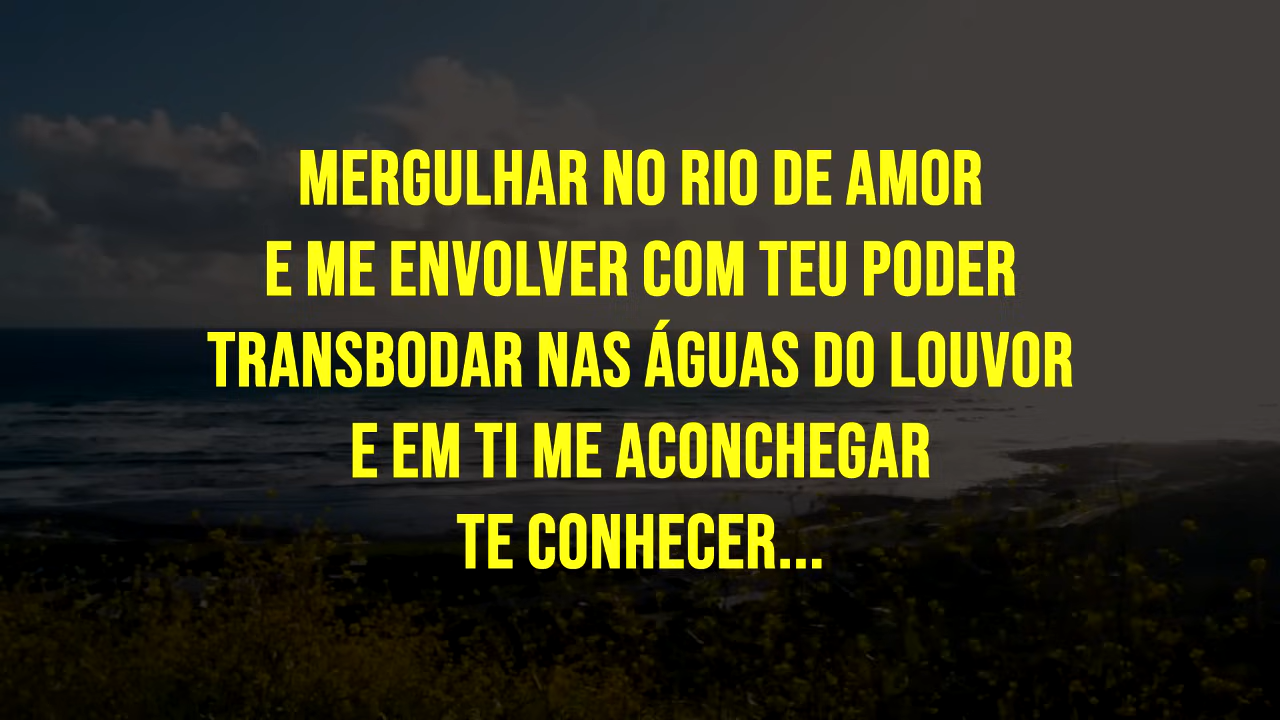 MERGULHAR NO RIO DE AMOR
E ME ENVOLVER COM TEU PODER
TRANSBODAR NAS ÁGUAS DO LOUVOR
E EM TI ME ACONCHEGAR
TE CONHECER...